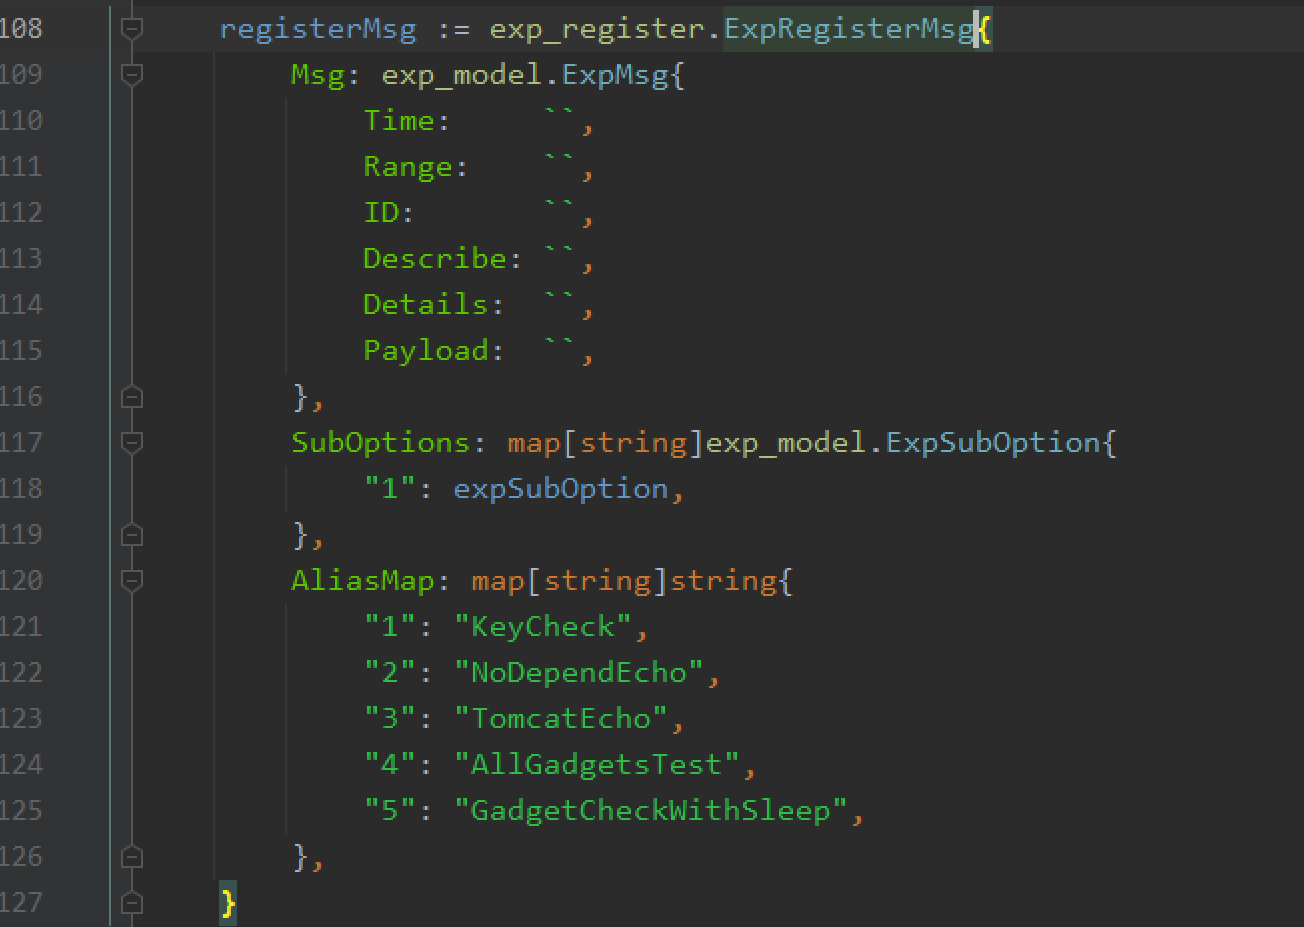 108 registerMsg := exp_register.ExpRegisterMsg{
109 Msg: exp_model.ExpMsg{
110 Time: ``,
111 Range: ``,
112 ID: ``,
113 Describe: ``,
114 Details: ``,
115 Payload: ``,
116 },
117 SubOptions: map[string]exp_model.ExpSubOption{
118 "1": expSubOption,
119 },
120 AliasMap: map[string]string{
121 "1": "KeyCheck",
122 "2": "NoDependEcho",
123 "3": "TomcatEcho",
124 "4": "AllGadgetsTest",
125 "5": "GadgetCheckWithSleep",
126 },
127 }